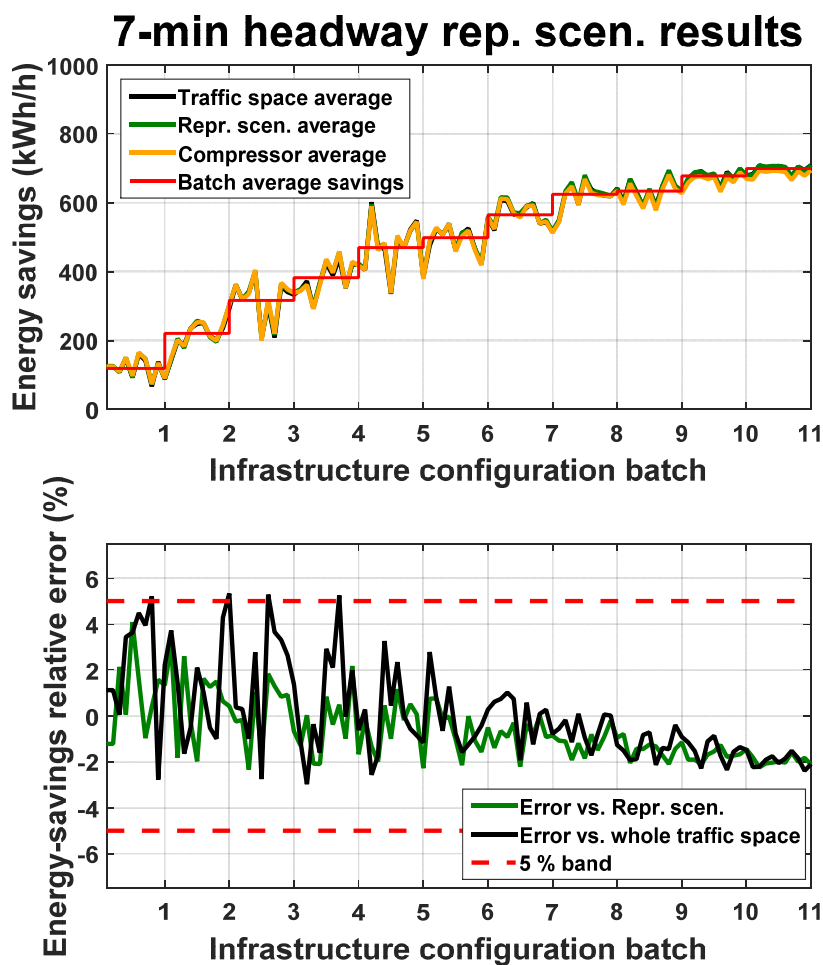 7-min headway rep. scen. results
Energy savings (kWh/h)
1000
800
600
400
200
0
Traffic space average
Repr. scen. average
Compressor average
Batch average savings
1 2 3 4 5 6 7 8 9 10 11
Infrastructure configuration batch
Energy-savings relative error (%)
6
4
2
0
-2
-4
-6
Error vs. Repr. scen.
Error vs. whole traffic space
5 % band
1 2 3 4 5 6 7 8 9 10 11
Infrastructure configuration batch